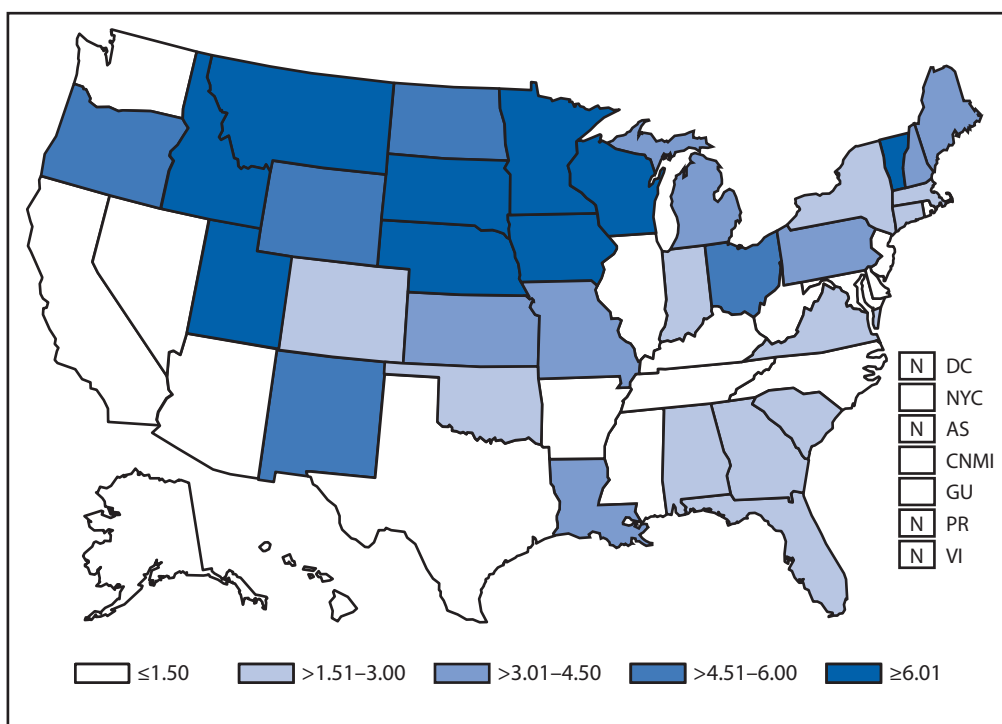 N DC
NYC
N AS
CNMI
GU
N PR
N VI
≤1.50 >1.51–3.00 >3.01–4.50 >4.51–6.00 ≥6.01